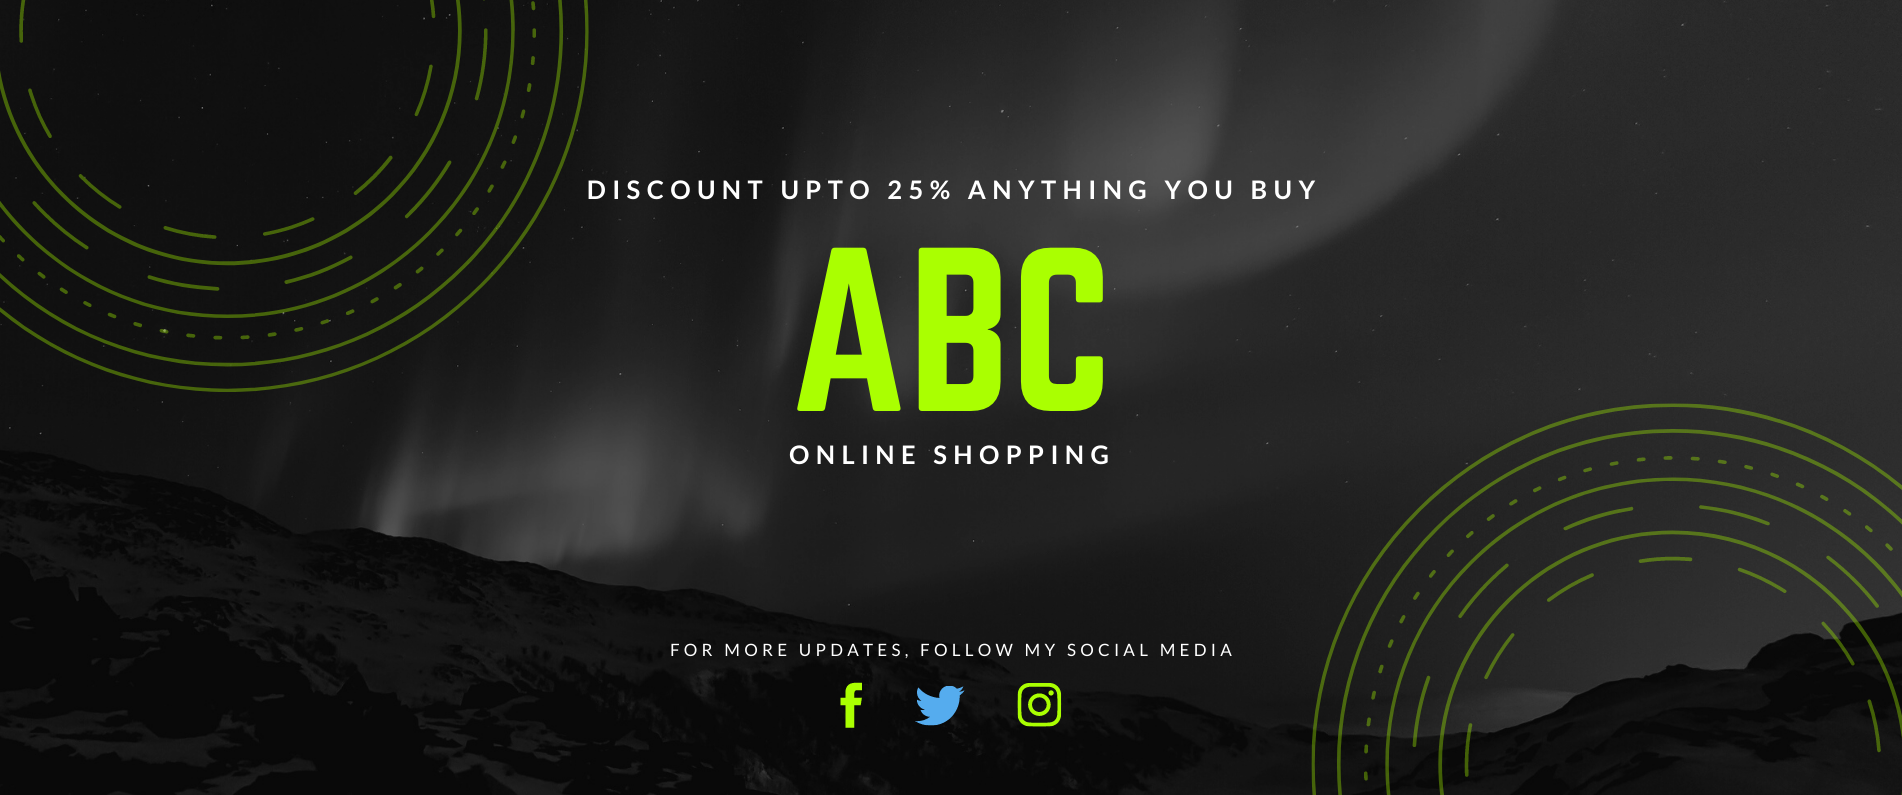 DISCOUNT UPTO 25% ANYTHING YOU BUY
ABC
ONLINE SHOPPING
FOR MORE UPDATES, FOLLOW MY SOCIAL MEDIA